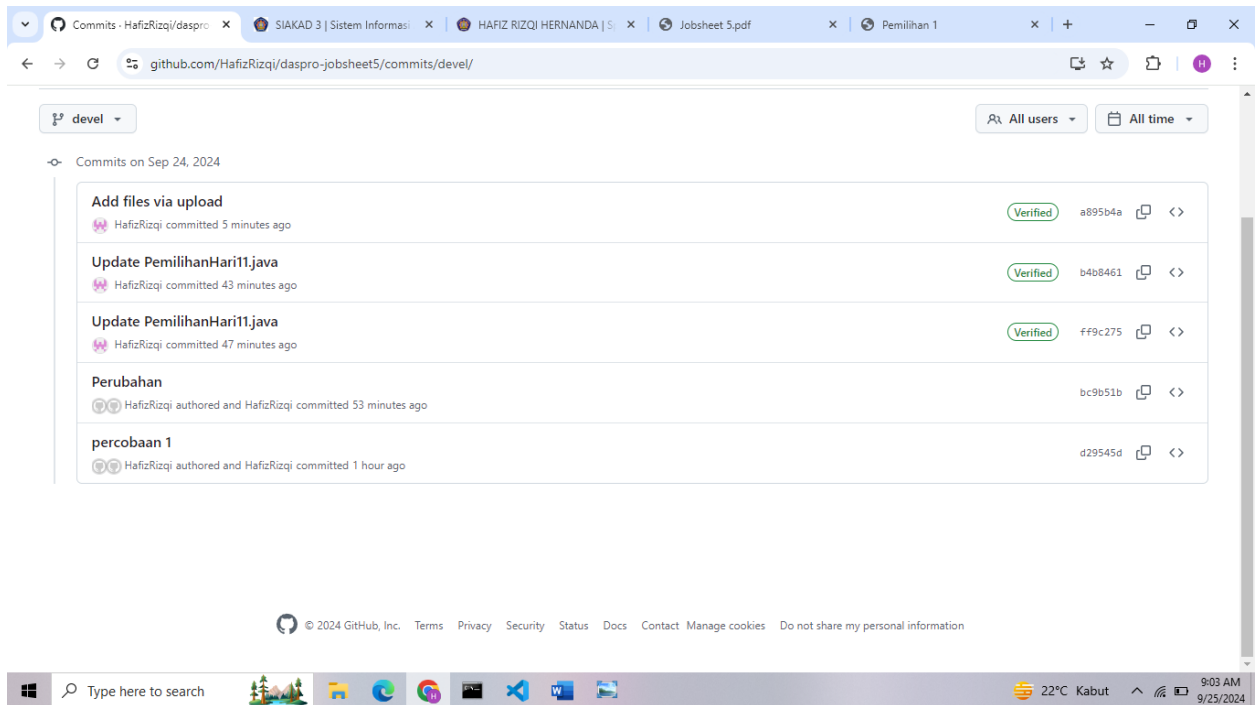 Commits · HafizRizqi/daspro
SIAKAD 3 | Sistem Informasi
HAFIZ RIZQI HERNANDA | S
Jobsheet 5.pdf
Pemilihan 1
github.com/HafizRizqi/daspro-jobsheet5/commits/devel/
H
devel
All users
All time
Commits on Sep 24, 2024
Add files via upload
HafizRizqi committed 5 minutes ago
Verified
a895b4a
Update PemilihanHari11.java
HafizRizqi committed 43 minutes ago
Verified
b4b8461
Update PemilihanHari11.java
HafizRizqi committed 47 minutes ago
Verified
ff9c275
Perubahan
HafizRizqi authored and HafizRizqi committed 53 minutes ago
bc9b51b
percobaan 1
HafizRizqi authored and HafizRizqi committed 1 hour ago
d29545d
© 2024 GitHub, Inc. Terms Privacy Security Status Docs Contact Manage cookies Do not share my personal information
Type here to search
22°C Kabut
9:03 AM
9/25/2024